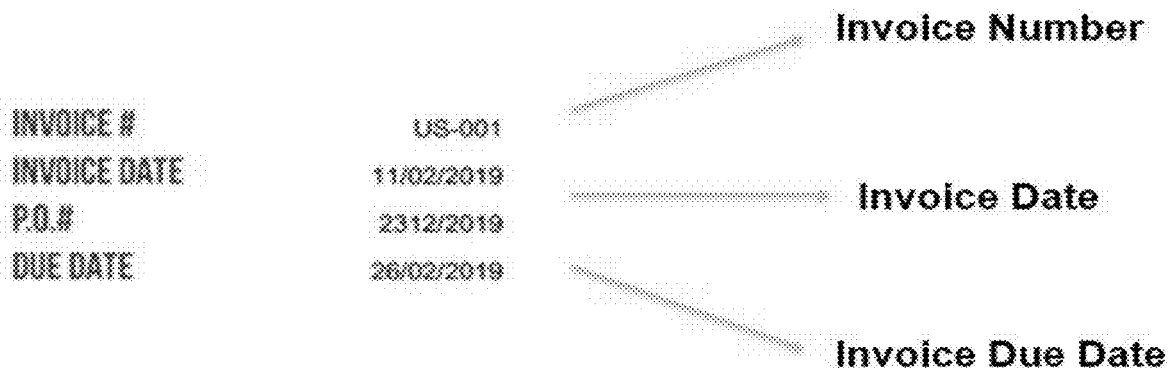 Invoice Number
INVOICE # US-001
INVOICE DATE 11/02/2019
Invoice Date
P.O.# 2312/2019
DUE DATE 26/02/2019
Invoice Due Date